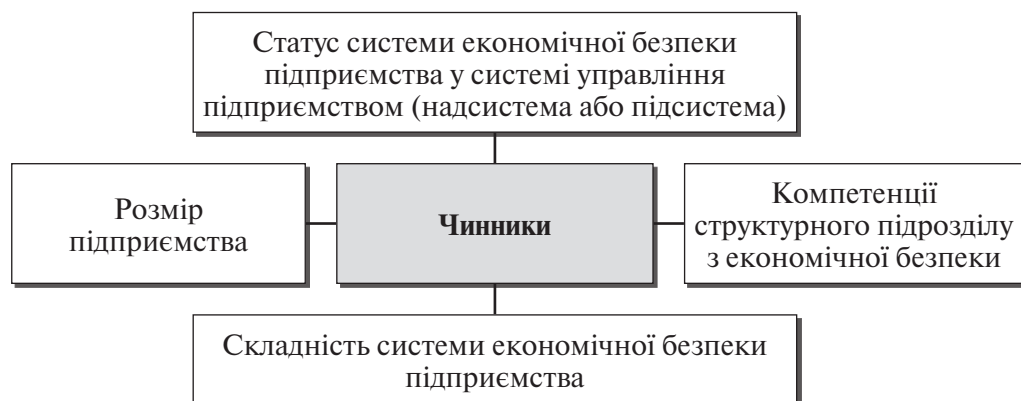 Статус системи економічної безпеки
підприємства у системі управління
підприємством (надсистема або підсистема)
Розмір
підприємства
Чинники
Компетенції
структурного підрозділу
з економічної безпеки
Складність системи економічної безпеки
підприємства